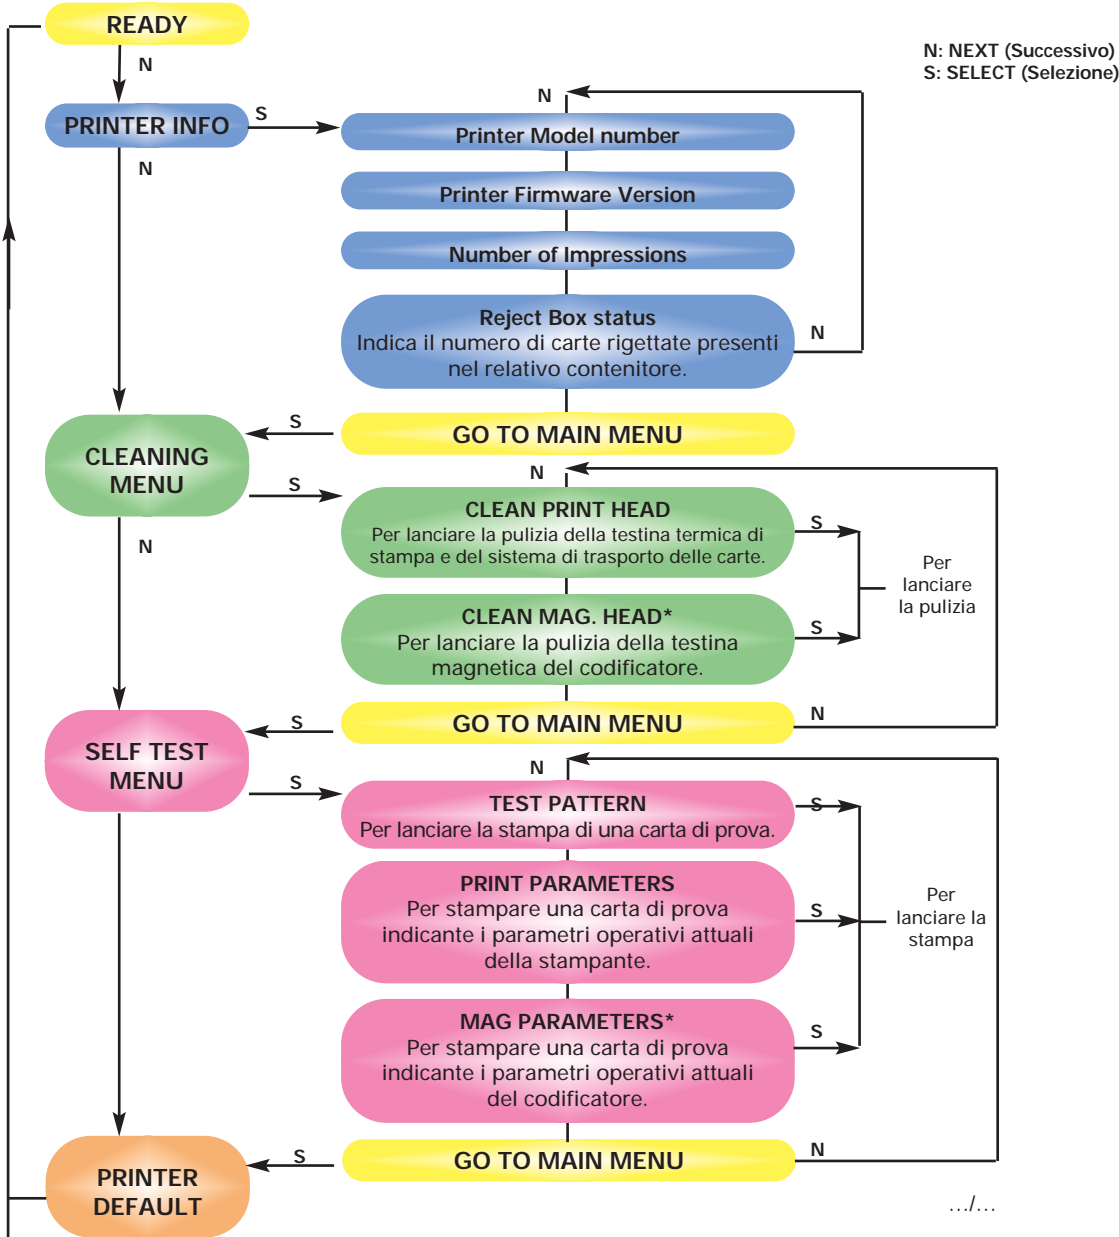 READY
N: NEXT (Successivo)
S: SELECT (Selezione)
N
N
PRINTER INFO
S
Printer Model number
N
Printer Firmware Version
Number of Impressions
Reject Box status
Indica il numero di carte rigettate presenti
nel relativo contenitore.
N
S
GO TO MAIN MENU
CLEANING
MENU
N
S
CLEAN PRINT HEAD
Per lanciare la pulizia della testina termica di
stampa e del sistema di trasporto delle carte.
S
N
Per
lanciare
la pulizia
CLEAN MAG. HEAD*
Per lanciare la pulizia della testina
magnetica del codificatore.
S
S
GO TO MAIN MENU
N
SELF TEST
MENU
N
S
TEST PATTERN
Per lanciare la stampa di una carta di prova.
S
PRINT PARAMETERS
Per stampare una carta di prova
indicante i parametri operativi attuali
della stampante.
S
Per
lanciare la
stampa
MAG PARAMETERS*
Per stampare una carta di prova
indicante i parametri operativi attuali
del codificatore.
S
S
GO TO MAIN MENU
N
PRINTER
DEFAULT
…/…